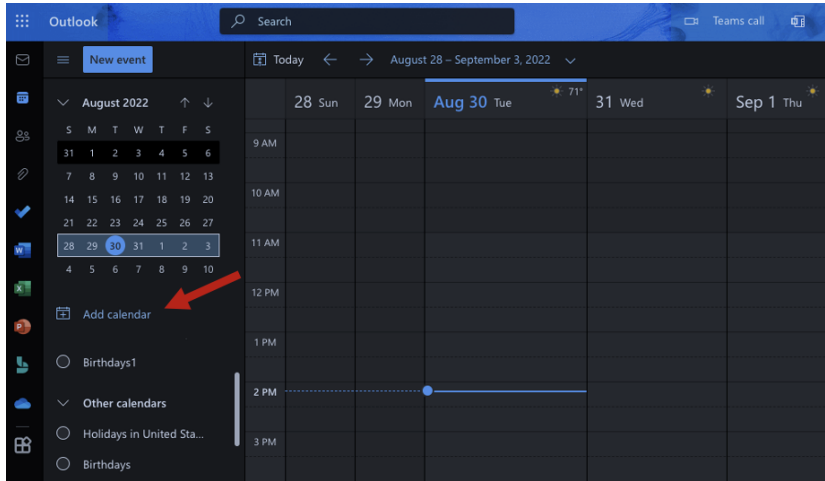 Outlook
Search
Teams call
New event
Today
August 28 – September 3, 2022
August 2022
S M T W T F S
31 1 2 3 4 5 6
7 8 9 10 11 12 13
14 15 16 17 18 19 20
21 22 23 24 25 26 27
28 29 30 31 1 2 3
4 5 6 7 8 9 10
Add calendar
Birthdays1
Other calendars
Holidays in United Sta...
Birthdays
28 Sun
29 Mon
Aug 30 Tue
71°
31 Wed
Sep 1 Thu
9 AM
10 AM
11 AM
12 PM
1 PM
2 PM
3 PM
W
X
P